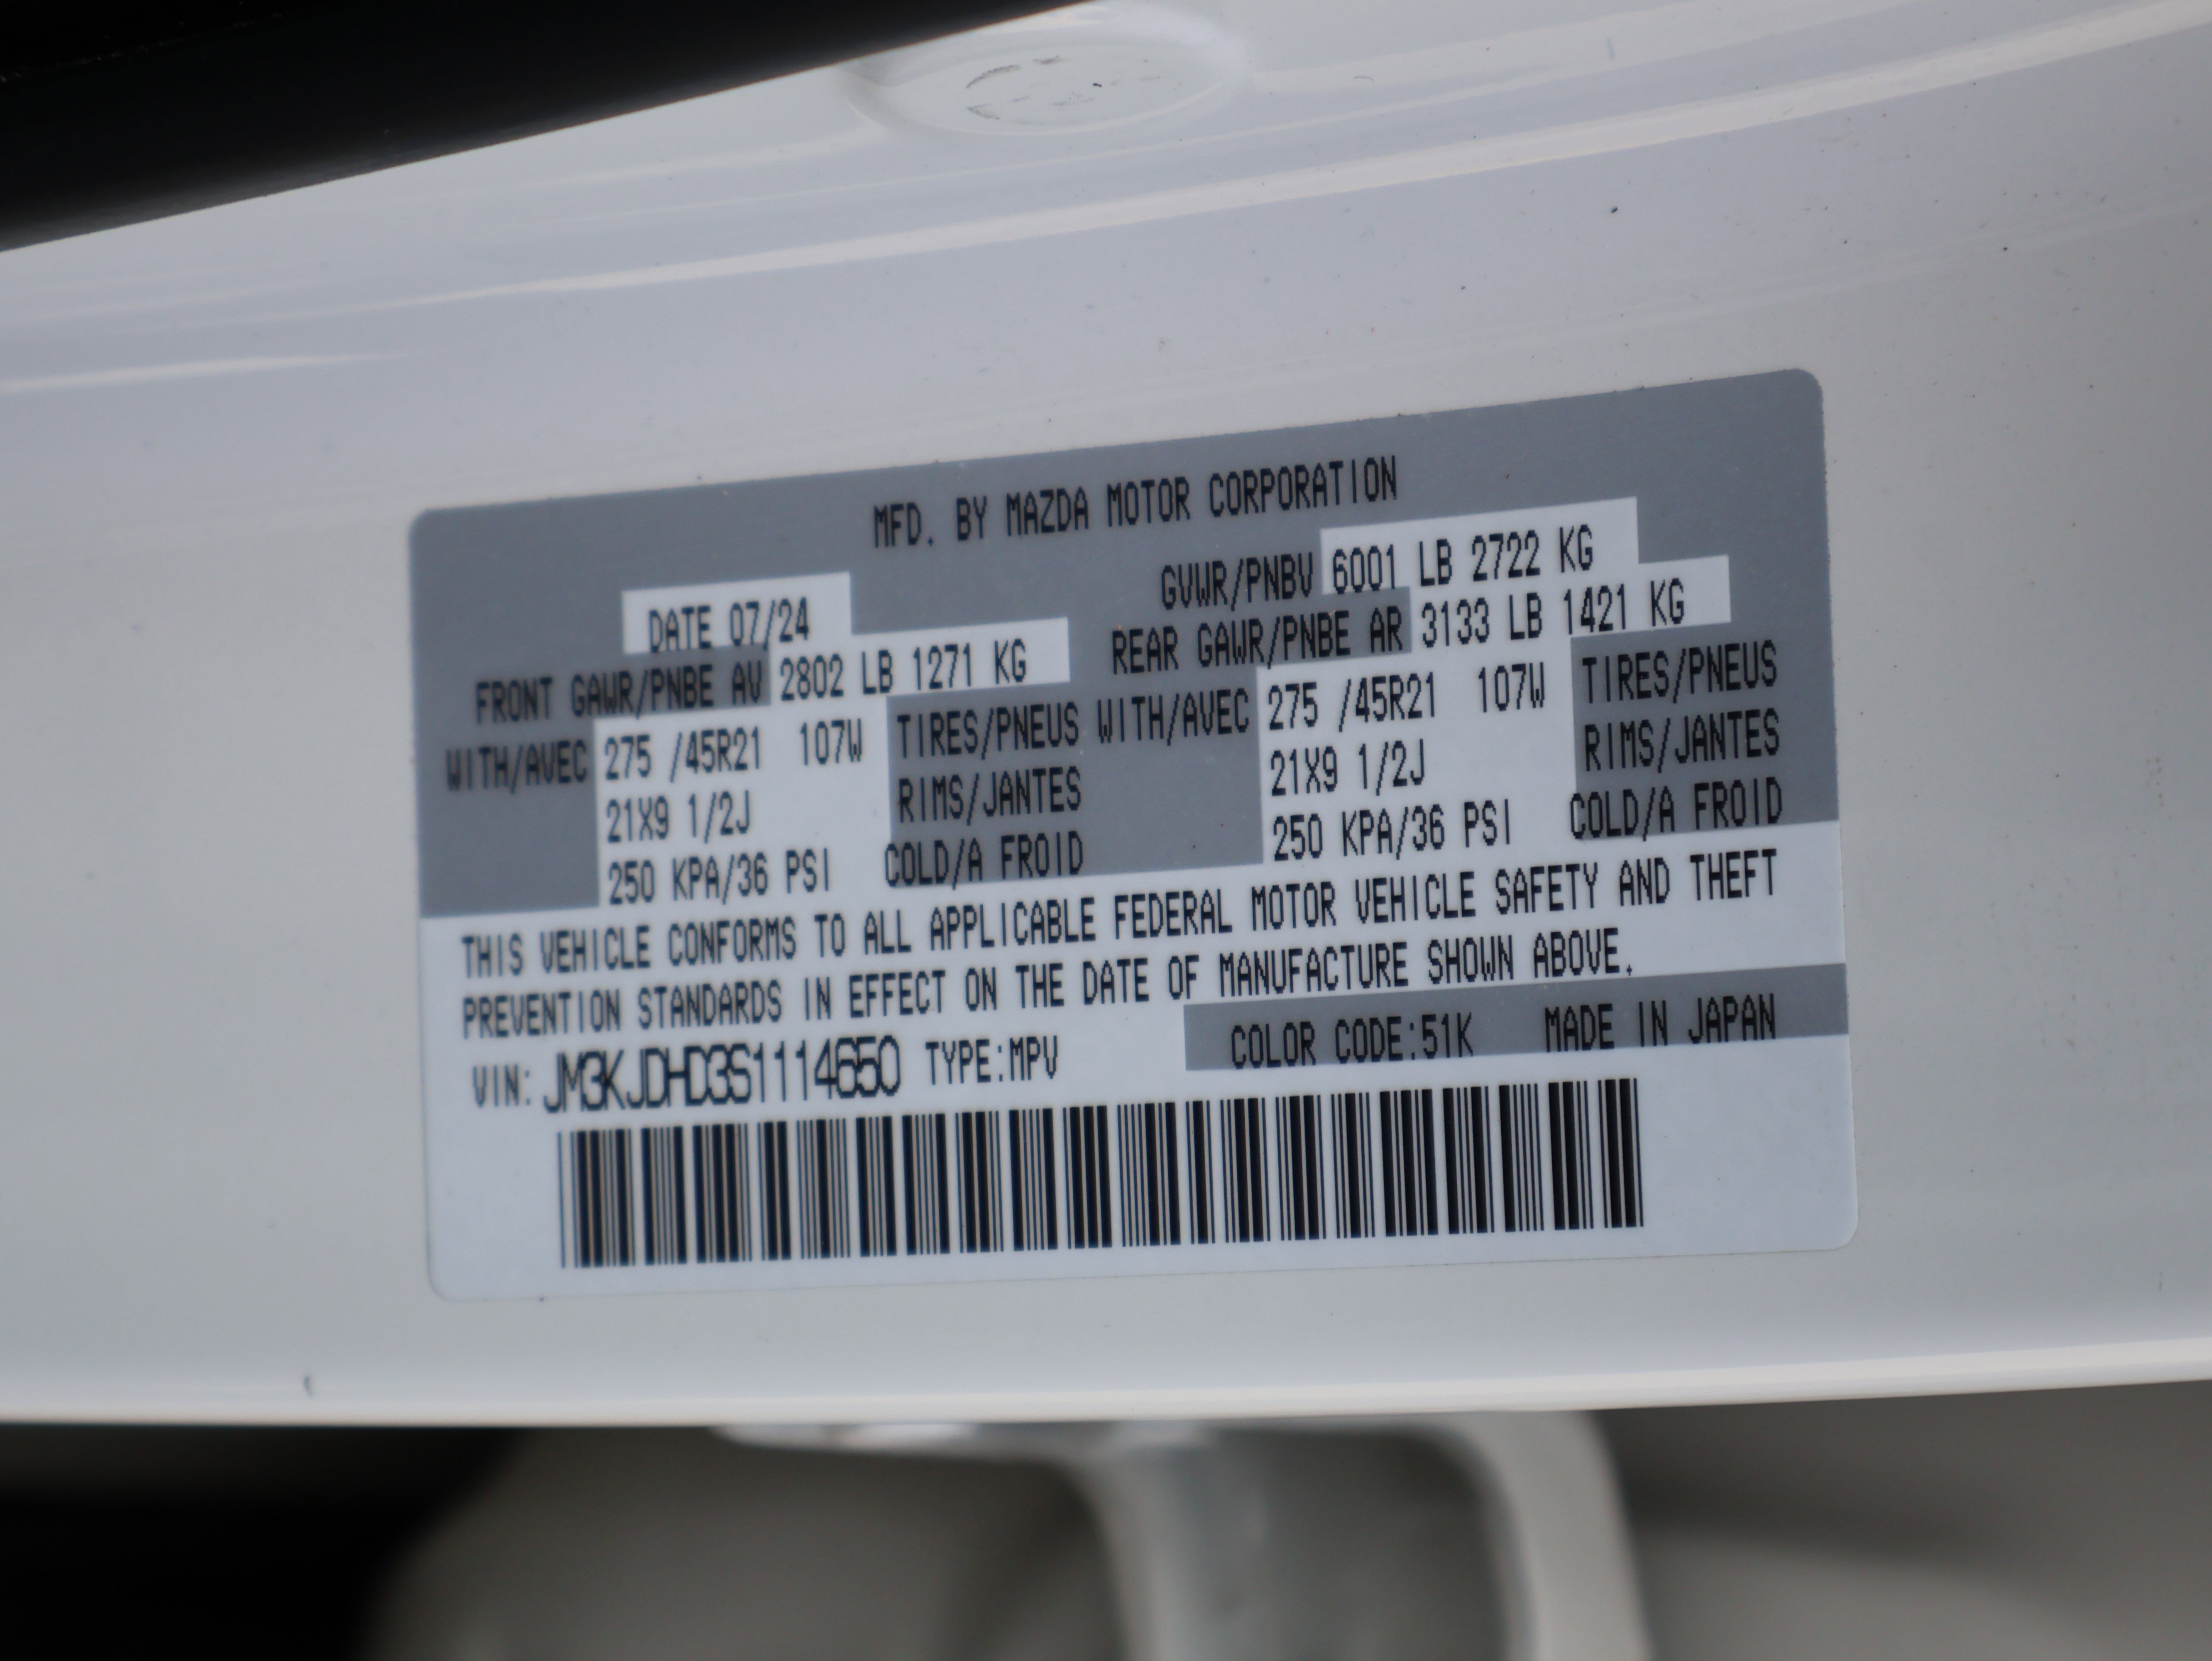 MFD. BY MAZDA MOTOR CORPORATION
DATE 07/24 GVWR/PNBV 6001 LB 2722 KG
FRONT GAWR/PNBE AV 2802 LB 1271 KG REAR GAWR/PNBE AR 3133 LB 1421 KG
WITH/AVEC 275 /45R21 107W TIRES/PNEUS WITH/AVEC 275 /45R21 107W TIRES/PNEUS
21X9 1/2J RIMS/JANTES 21X9 1/2J RIMS/JANTES
250 KPA/36 PSI COLD/A FROID 250 KPA/36 PSI COLD/A FROID
THIS VEHICLE CONFORMS TO ALL APPLICABLE FEDERAL MOTOR VEHICLE SAFETY AND THEFT
PREVENTION STANDARDS IN EFFECT ON THE DATE OF MANUFACTURE SHOWN ABOVE.
VIN: JM3KJDHD3S1114650 TYPE:MPV COLOR CODE:51K MADE IN JAPAN